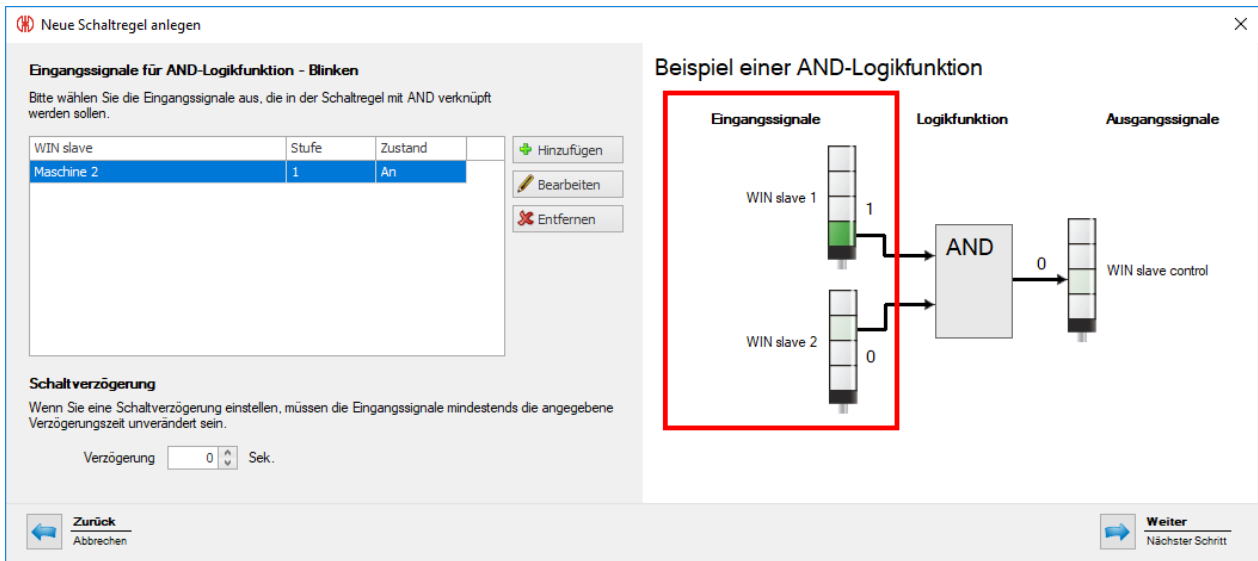 Neue Schaltregel anlegen
Eingangssignale für AND-Logikfunktion - Blinken
Bitte wählen Sie die Eingangssignale aus, die in der Schaltregel mit AND verknüpft
werden sollen.
WIN slave Stufe Zustand
Maschine 2 1 An
Hinzufügen
Bearbeiten
Entfernen
Schaltverzögerung
Wenn Sie eine Schaltverzögerung einstellen, müssen die Eingangssignale mindestends die angegebene
Verzögerungszeit unverändert sein.
Verzögerung 0 Sek.
Beispiel einer AND-Logikfunktion
Eingangssignale Logikfunktion Ausgangssignale
WIN slave 1
1
AND
0
WIN slave control
WIN slave 2
0
Zurück
Abbrechen
Weiter
Nächster Schritt